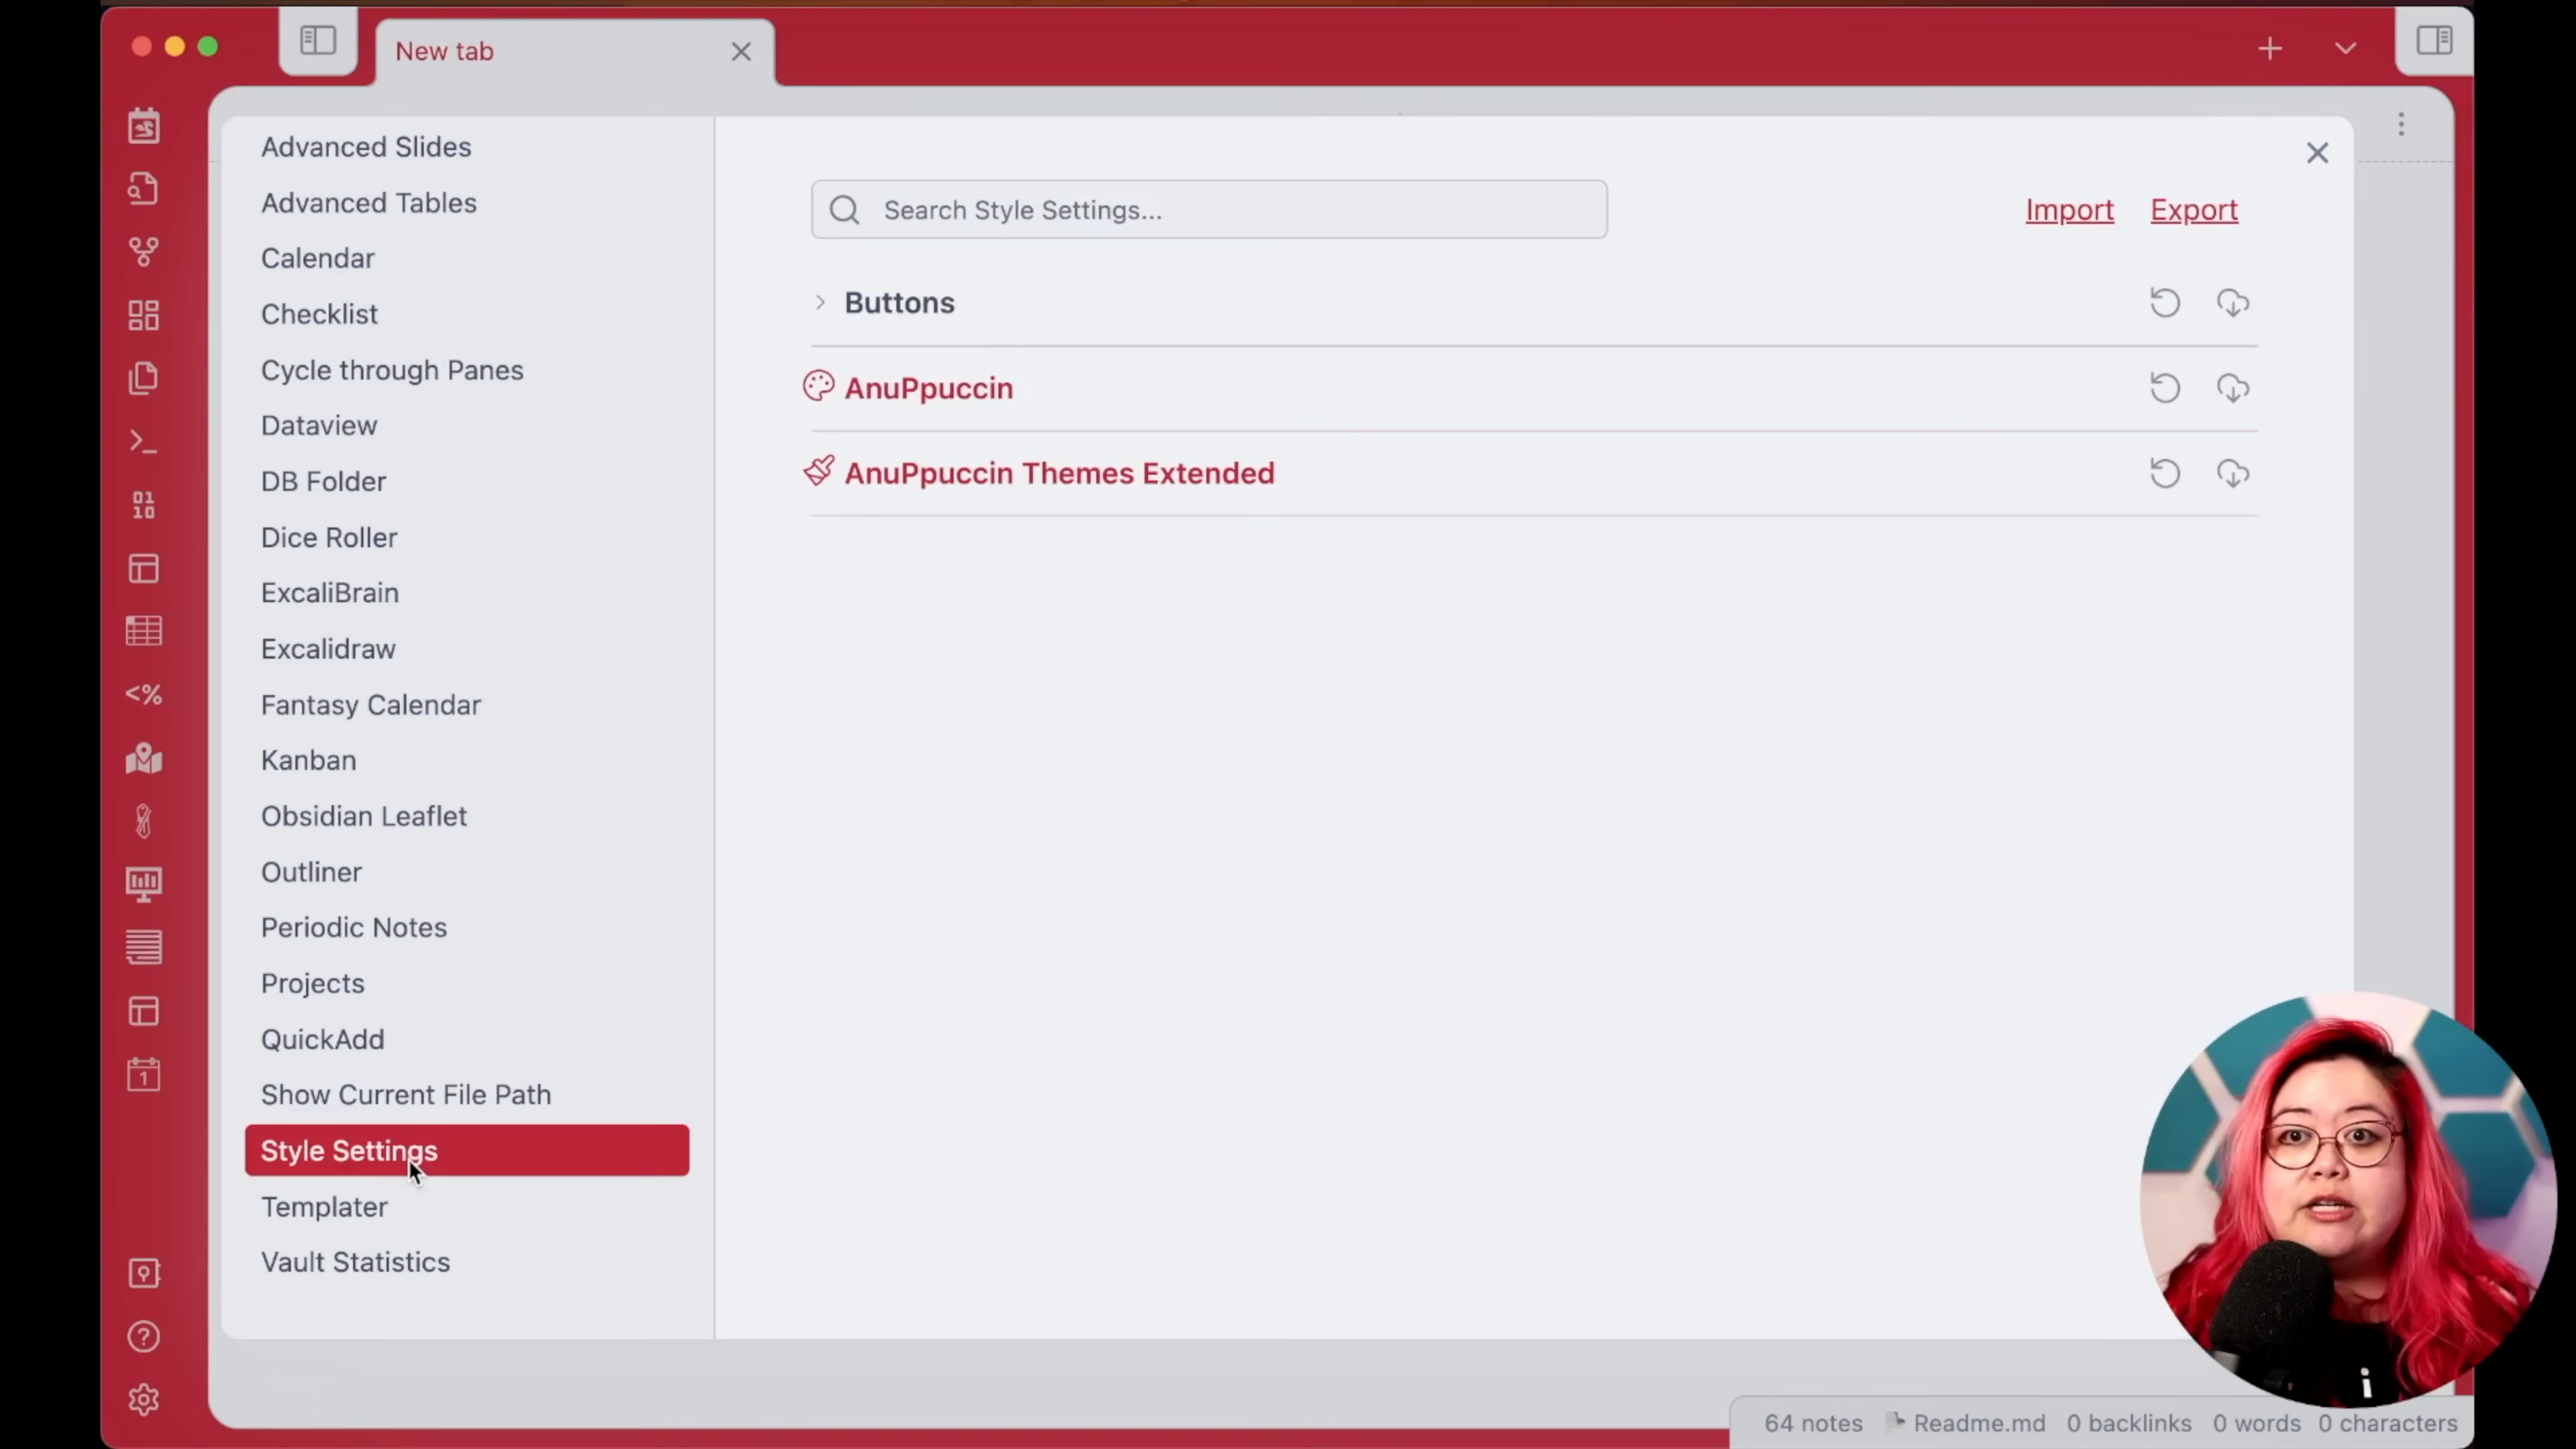 New tab
Advanced Slides
Advanced Tables
Calendar
Checklist
Cycle through Panes
Dataview
DB Folder
Dice Roller
ExcaliBrain
Excalidraw
Fantasy Calendar
Kanban
Obsidian Leaflet
Outliner
Periodic Notes
Projects
QuickAdd
Show Current File Path
Style Settings
Templater
Vault Statistics
Search Style Settings...
Import Export
Buttons
AnuPpuccin
AnuPpuccin Themes Extended
01
10
<%
1
i
64 notes Readme.md 0 backlinks 0 words 0 characters